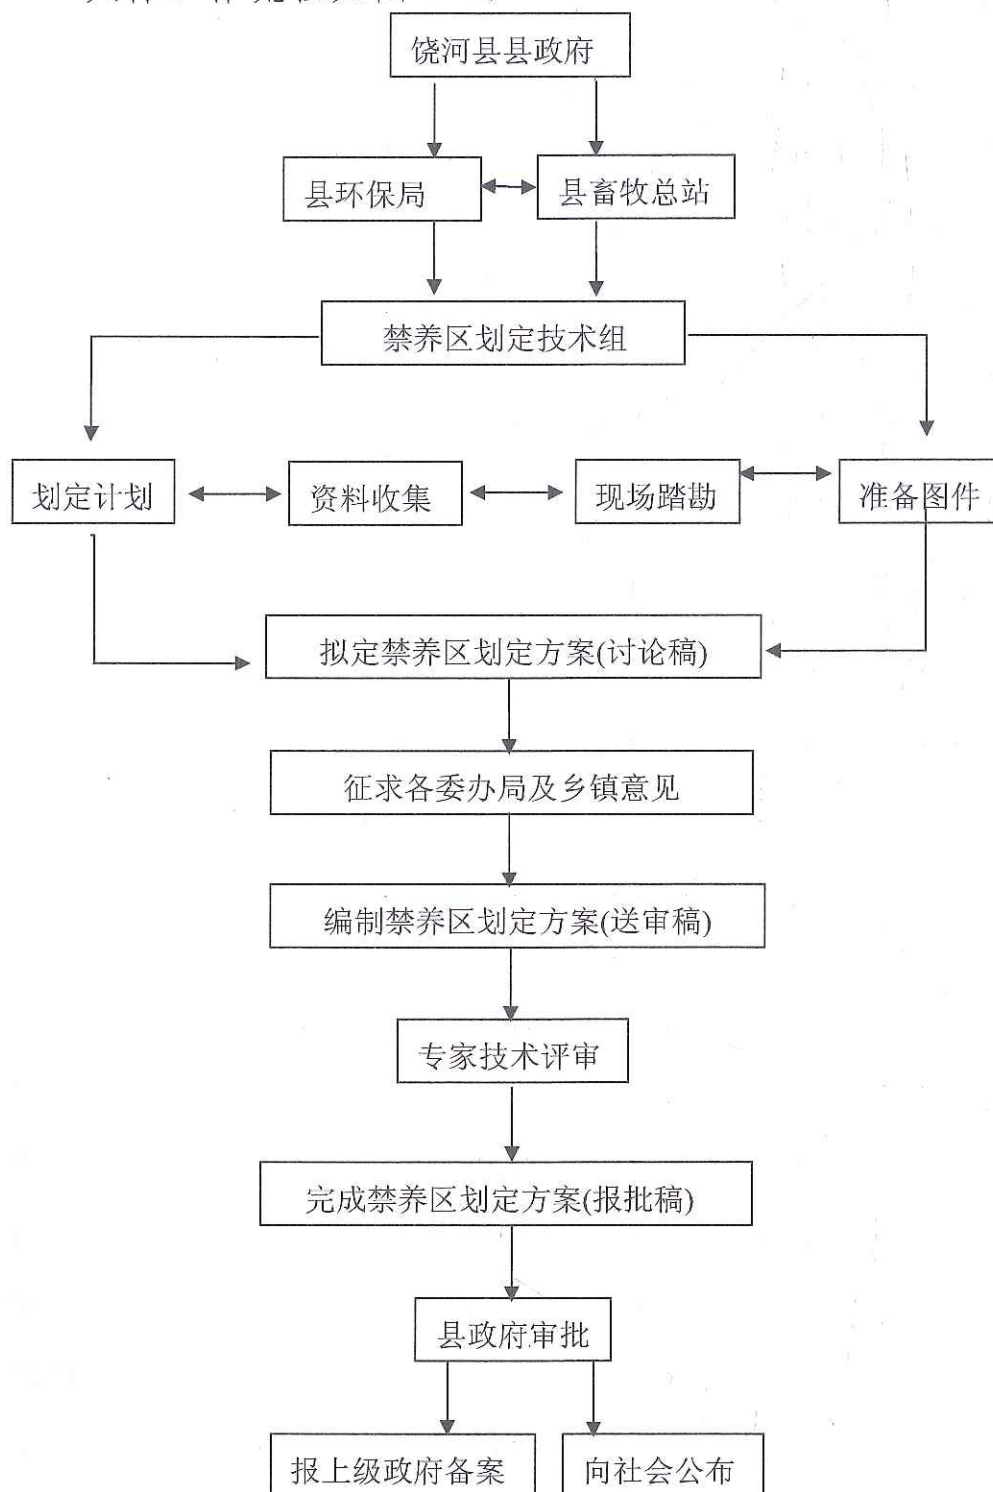 饶河县县政府
县环保局
县畜牧总站
禁养区划定技术组
划定计划
资料收集
现场踏勘
准备图件
拟定禁养区划定方案(讨论稿)
征求各委办局及乡镇意见
编制禁养区划定方案(送审稿)
专家技术评审
完成禁养区划定方案(报批稿)
县政府审批
报上级政府备案
向社会公布